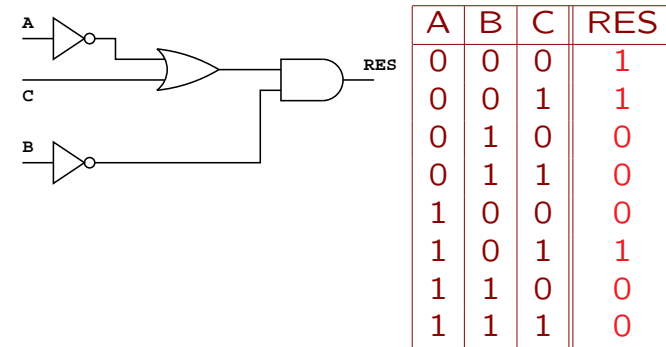 A
RES
C
B
A B C RES
0 0 0 1
0 0 1 1
0 1 0 0
0 1 1 0
1 0 0 0
1 0 1 1
1 1 0 0
1 1 1 0